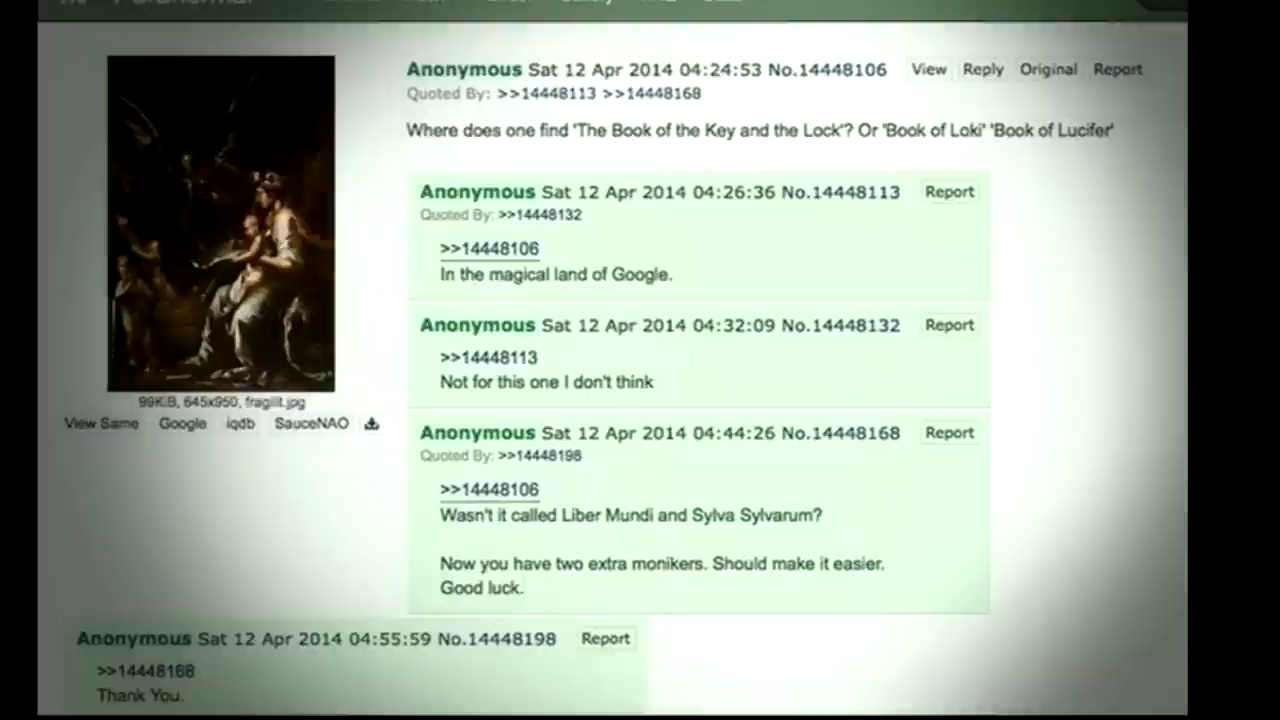 Anonymous Sat 12 Apr 2014 04:24:53 No.14448106 View Reply Original Report
Quoted By: >>14448113 >>14448168
Where does one find 'The Book of the Key and the Lock'? Or 'Book of Loki' 'Book of Lucifer'
Anonymous Sat 12 Apr 2014 04:26:36 No.14448113 Report
Quoted By: >>14448132
>>14448106
In the magical land of Google.
Anonymous Sat 12 Apr 2014 04:32:09 No.14448132 Report
>>14448113
Not for this one I don't think
99KB, 645x950, fragilit.jpg
View Same Google iqdb SauceNAO
Anonymous Sat 12 Apr 2014 04:44:26 No.14448168 Report
Quoted By: >>14448198
>>14448106
Wasn't it called Liber Mundi and Sylva Sylvarum?
Now you have two extra monikers. Should make it easier.
Good luck.
Anonymous Sat 12 Apr 2014 04:55:59 No.14448198 Report
>>14448168
Thank You.